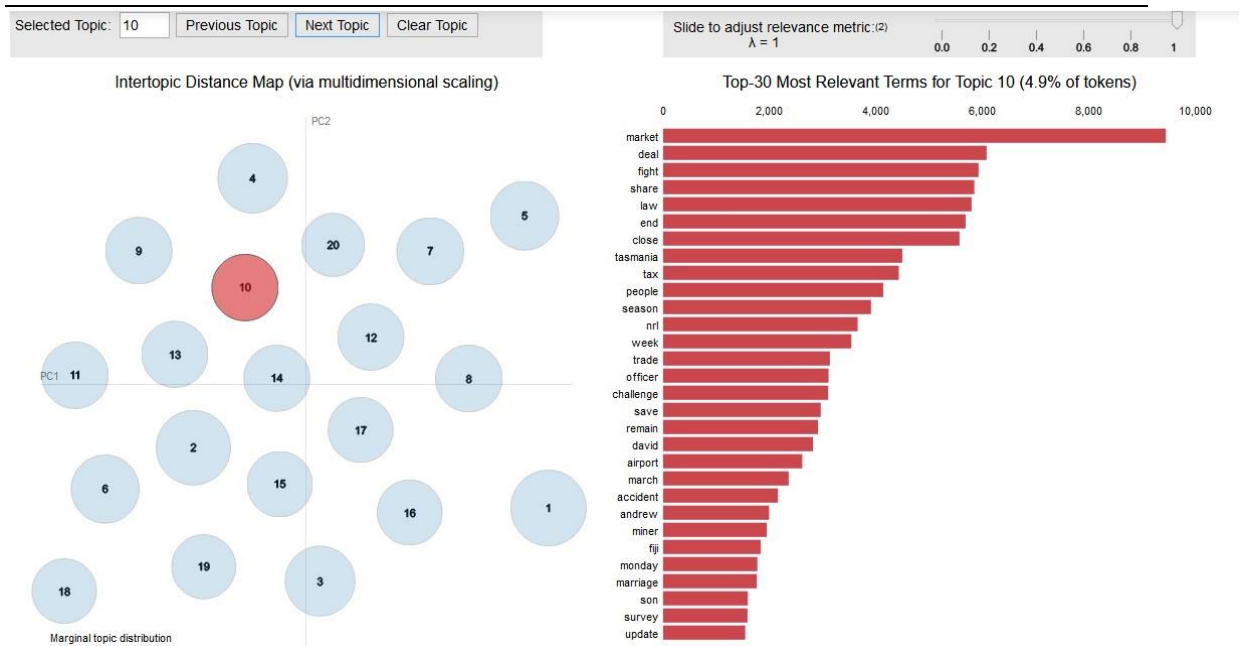 Selected Topic: 10 Previous Topic Next Topic Clear Topic
Slide to adjust relevance metric:(2)
λ = 1
0.0 0.2 0.4 0.6 0.8 1
Intertopic Distance Map (via multidimensional scaling)
PC2
4
5
9
20
7
10
12
13
PC1 11
14
8
17
2
15
6
16
1
19
3
18
Marginal topic distribution
Top-30 Most Relevant Terms for Topic 10 (4.9% of tokens)
0 2,000 4,000 6,000 8,000 10,000
market
deal
fight
share
law
end
close
tasmania
tax
people
season
nrl
week
trade
officer
challenge
save
remain
david
airport
march
accident
andrew
miner
fiji
monday
marriage
son
survey
update